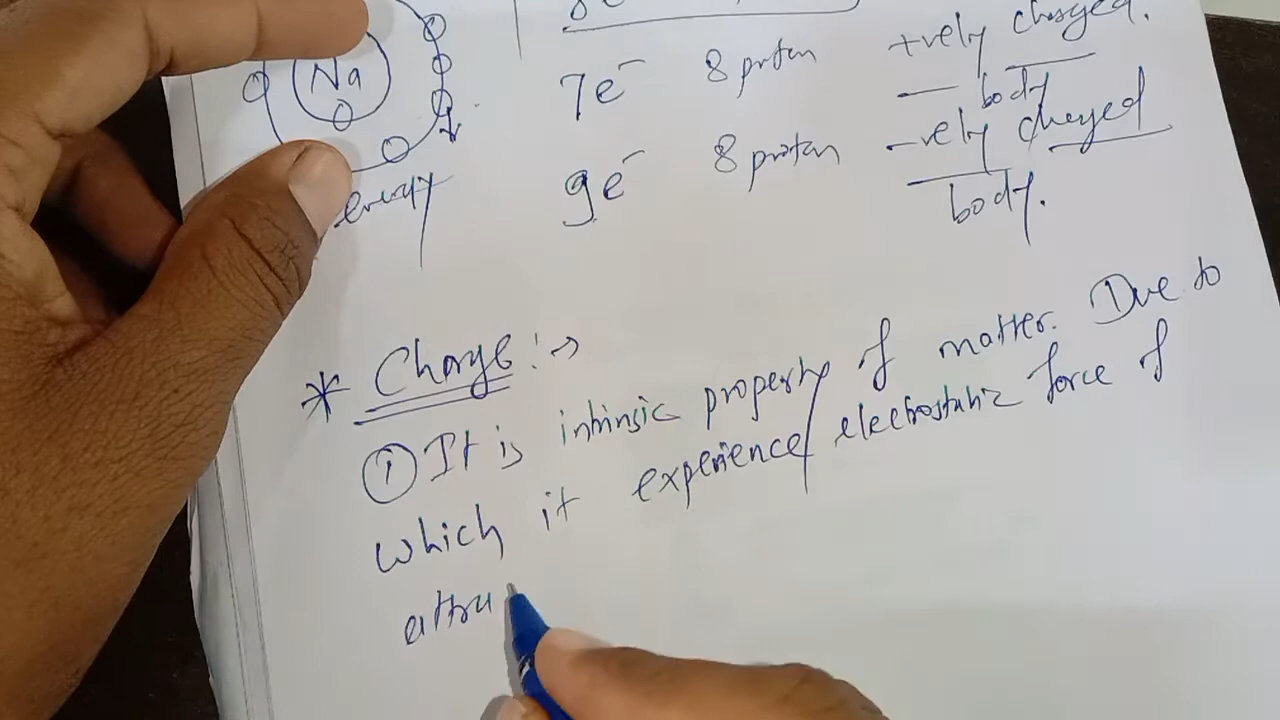 Na
7e⁻ 8 proton +vely charged.
body
9e⁻ 8 proton -vely charged
body.
* Charge :→
① It is intrinsic property of matter. Due to
which it experience electrostatic force of
attra